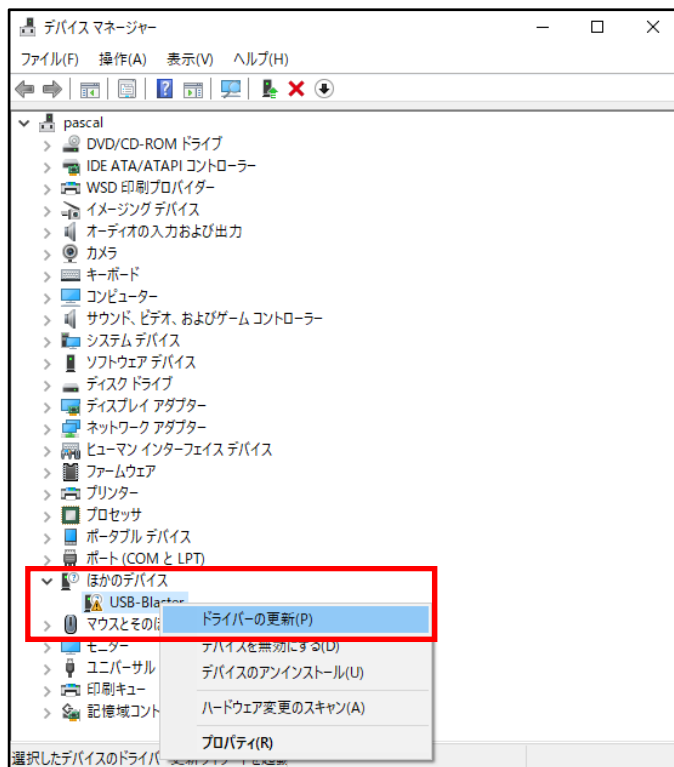 デバイス マネージャー
ファイル(F) 操作(A) 表示(V) ヘルプ(H)
pascal
DVD/CD-ROM ドライブ
IDE ATA/ATAPI コントローラー
WSD 印刷プロバイダー
イメージング デバイス
オーディオの入力および出力
カメラ
キーボード
コンピューター
サウンド、ビデオ、およびゲーム コントローラー
システム デバイス
ソフトウェア デバイス
ディスク ドライブ
ディスプレイ アダプター
ネットワーク アダプター
ヒューマン インターフェイス デバイス
ファームウェア
プリンター
プロセッサ
ポータブル デバイス
ポート (COM と LPT)
ほかのデバイス
USB-Blaster
ドライバーの更新(P)
マウスとそのほ
モニター
デバイスを無効にする(D)
ユニバーサル
デバイスのアンインストール(U)
印刷キュー
記憶域コント
ハードウェア変更のスキャン(A)
プロパティ(R)
選択したデバイスのドライバー更新ウィザードを起動